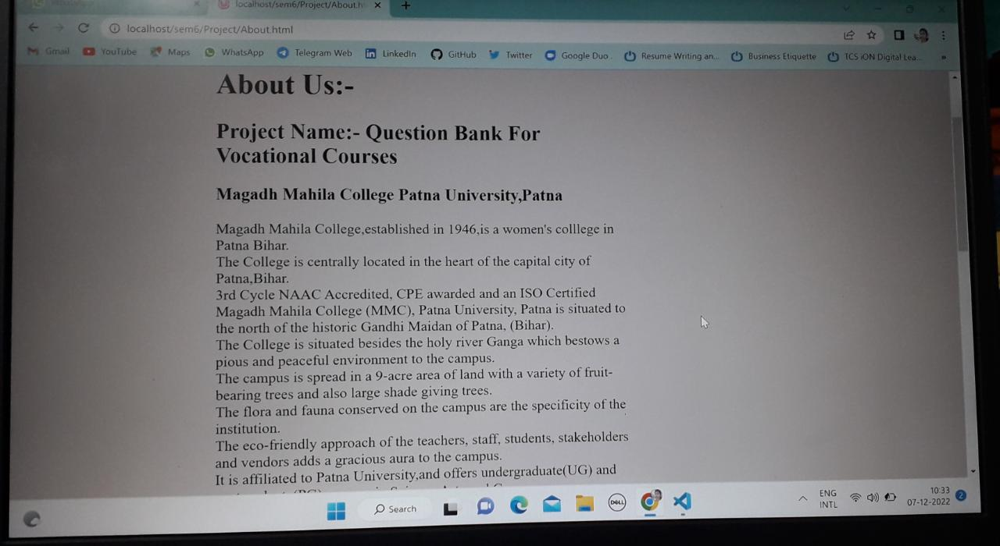 localhost/sem6/Project/About.h
localhost/sem6/Project/About.html
Gmail YouTube Maps WhatsApp Telegram Web LinkedIn GitHub Twitter Google Duo. Resume Writing an... Business Etiquette TCS iON Digital Lea... »
About Us:-
Project Name:- Question Bank For
Vocational Courses
Magadh Mahila College Patna University,Patna
Magadh Mahila College,established in 1946,is a women's colllege in
Patna Bihar.
The College is centrally located in the heart of the capital city of
Patna,Bihar.
3rd Cycle NAAC Accredited, CPE awarded and an ISO Certified
Magadh Mahila College (MMC), Patna University, Patna is situated to
the north of the historic Gandhi Maidan of Patna, (Bihar).
The College is situated besides the holy river Ganga which bestows a
pious and peaceful environment to the campus.
The campus is spread in a 9-acre area of land with a variety of fruit-
bearing trees and also large shade giving trees.
The flora and fauna conserved on the campus are the specificity of the
institution.
The eco-friendly approach of the teachers, staff, students, stakeholders
and vendors adds a gracious aura to the campus.
It is affiliated to Patna University,and offers undergraduate(UG) and
Search DELL ENG 10:33
INTL 07-12-2022 2